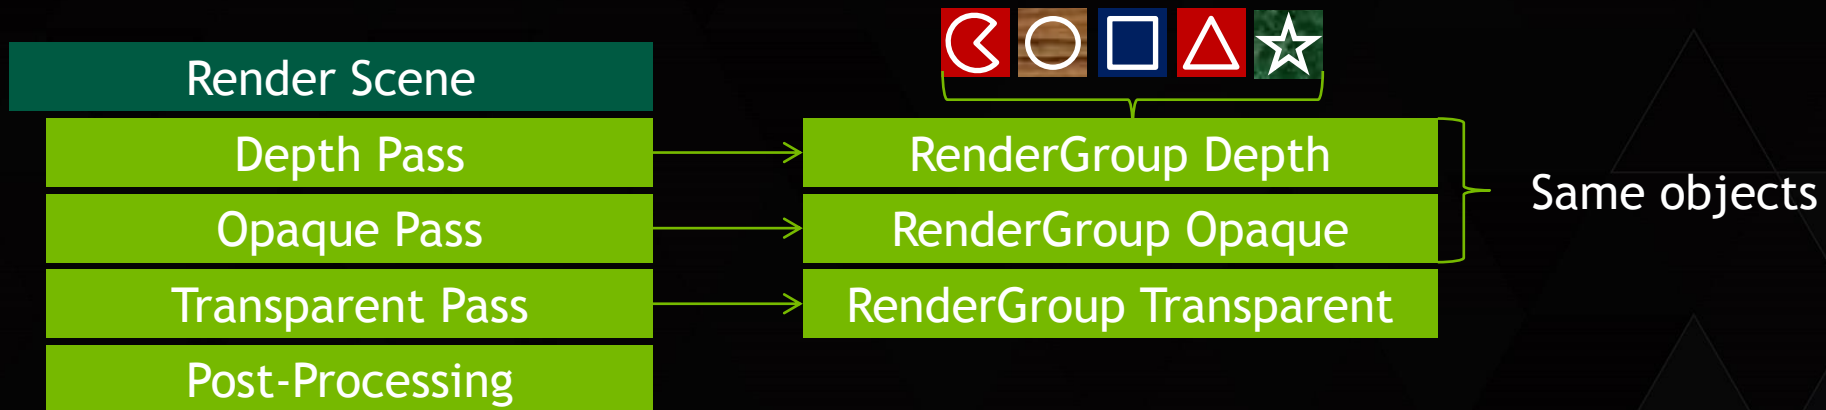 Render Scene
Depth Pass
Opaque Pass
Transparent Pass
Post-Processing
RenderGroup Depth
RenderGroup Opaque
RenderGroup Transparent
Same objects